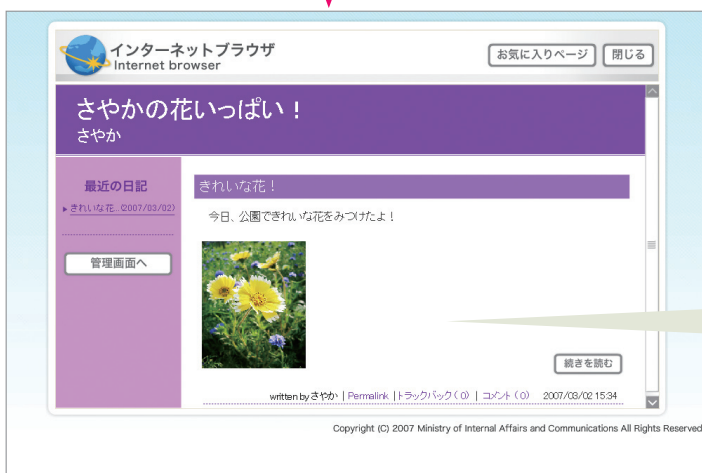 インターネットブラウザ
Internet browser
お気に入りページ
閉じる
さやかの花いっぱい！
さやか
最近の日記
きれいな花...(2007/03/02)
管理画面へ
きれいな花！
今日、公園できれいな花をみつけたよ！
続きを読む
written by さやか | Permalink | トラックバック( 0) | コメント( 0) 2007/03/02 15:34
Copyright (C) 2007 Ministry of Internal Affairs and Communications All Rights Reserved